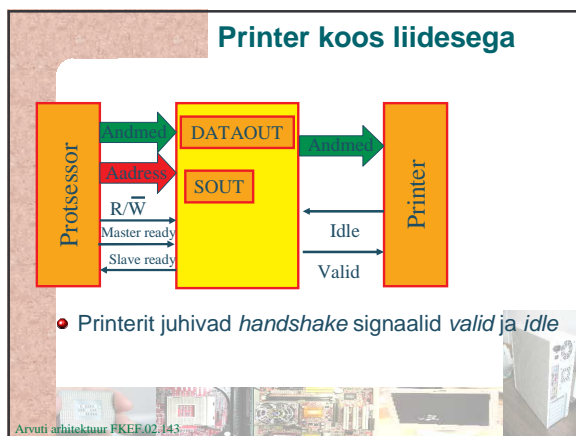 Printer koos liidesega
Protsessor
Andmed
Aadress
R/W̅
Master ready
Slave ready
DATAOUT
SOUT
Andmed
Idle
Valid
Printer
Printerit juhivad handshake signaalid valid ja idle
Arvuti arhitektuur FKEF.02.143